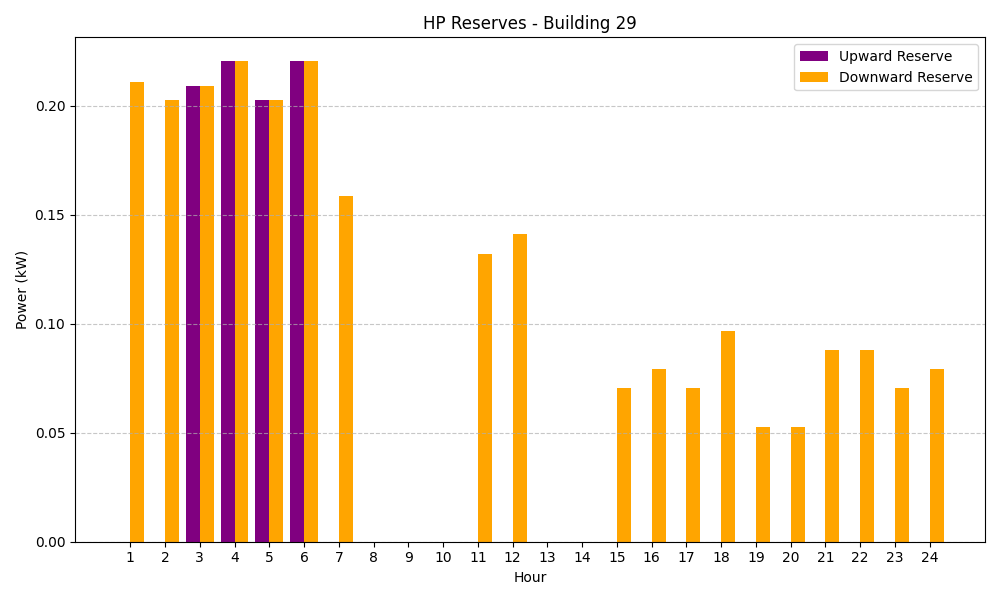 HP Reserves - Building 29
Upward Reserve
Downward Reserve
Power (kW)
0.20
0.15
0.10
0.05
0.00
1 2 3 4 5 6 7 8 9 10 11 12 13 14 15 16 17 18 19 20 21 22 23 24
Hour